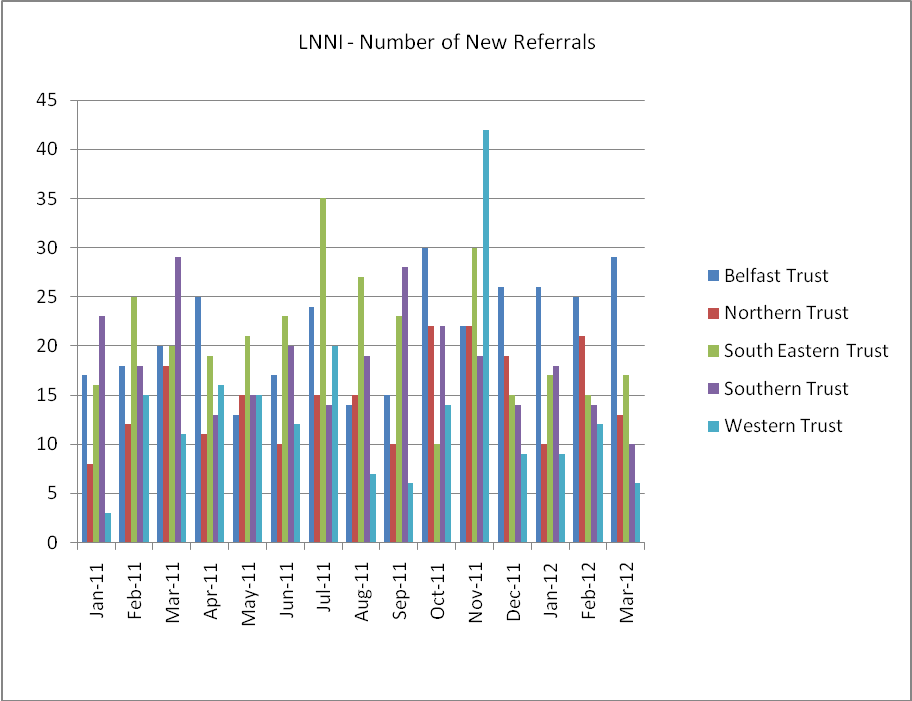 LNNI - Number of New Referrals
45
40
35
30
25
20
15
10
5
0
Jan-11
Feb-11
Mar-11
Apr-11
May-11
Jun-11
Jul-11
Aug-11
Sep-11
Oct-11
Nov-11
Dec-11
Jan-12
Feb-12
Mar-12
Belfast Trust
Northern Trust
South Eastern Trust
Southern Trust
Western Trust